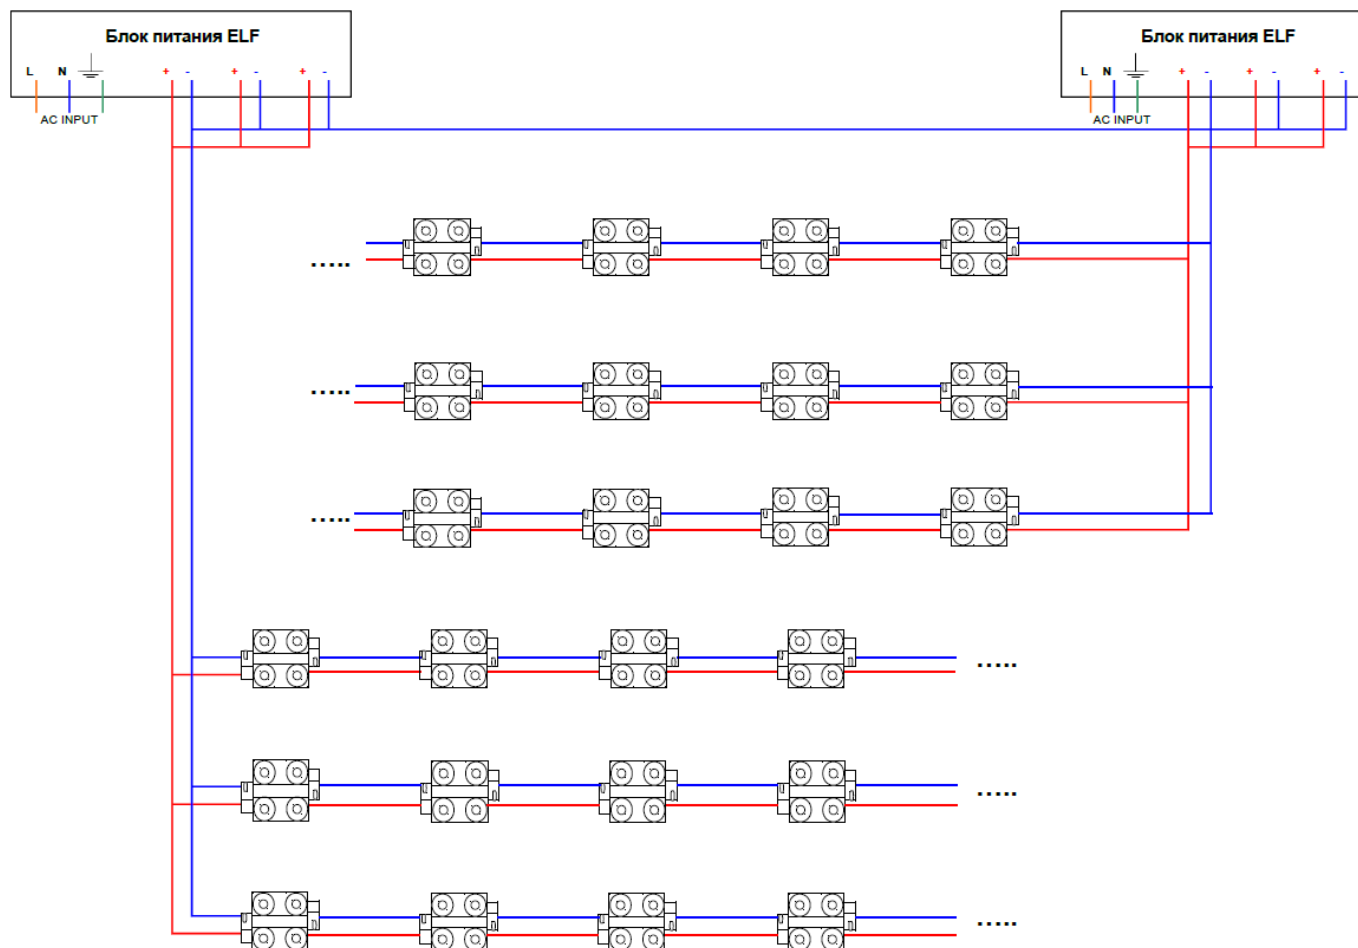 Блок питания ELF
L N + - + - + -
AC INPUT
Блок питания ELF
L N + - + - + -
AC INPUT
.....
.....
.....
.....
.....
.....